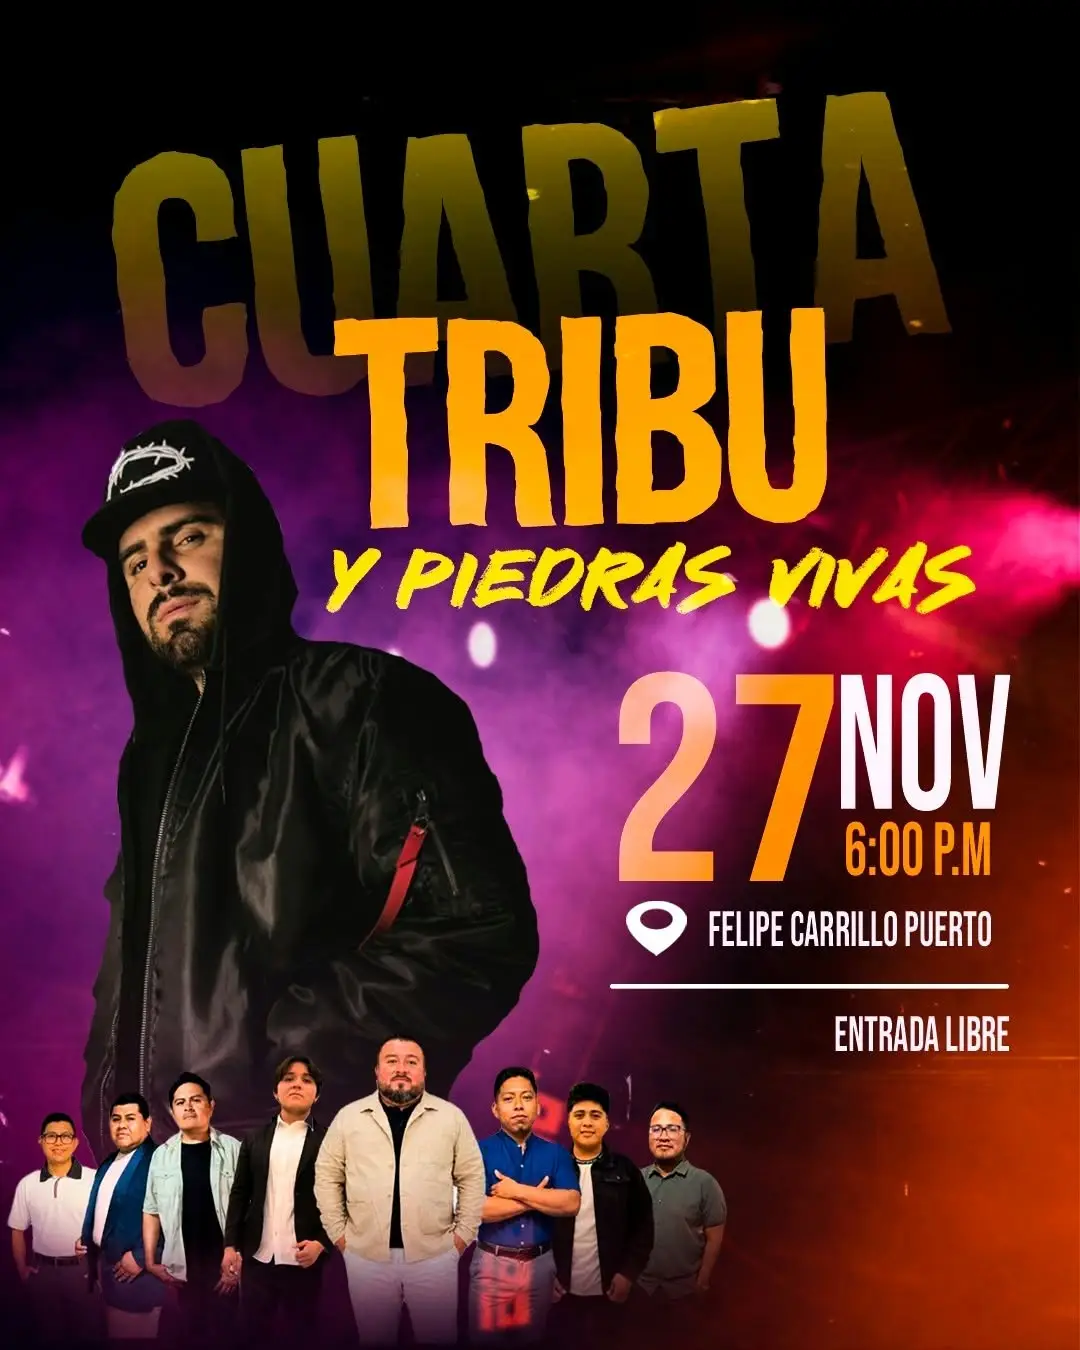 CUARTA
TRIBU
Y PIEDRAS VIVAS
27 NOV
6:00 P.M
FELIPE CARRILLO PUERTO
ENTRADA LIBRE